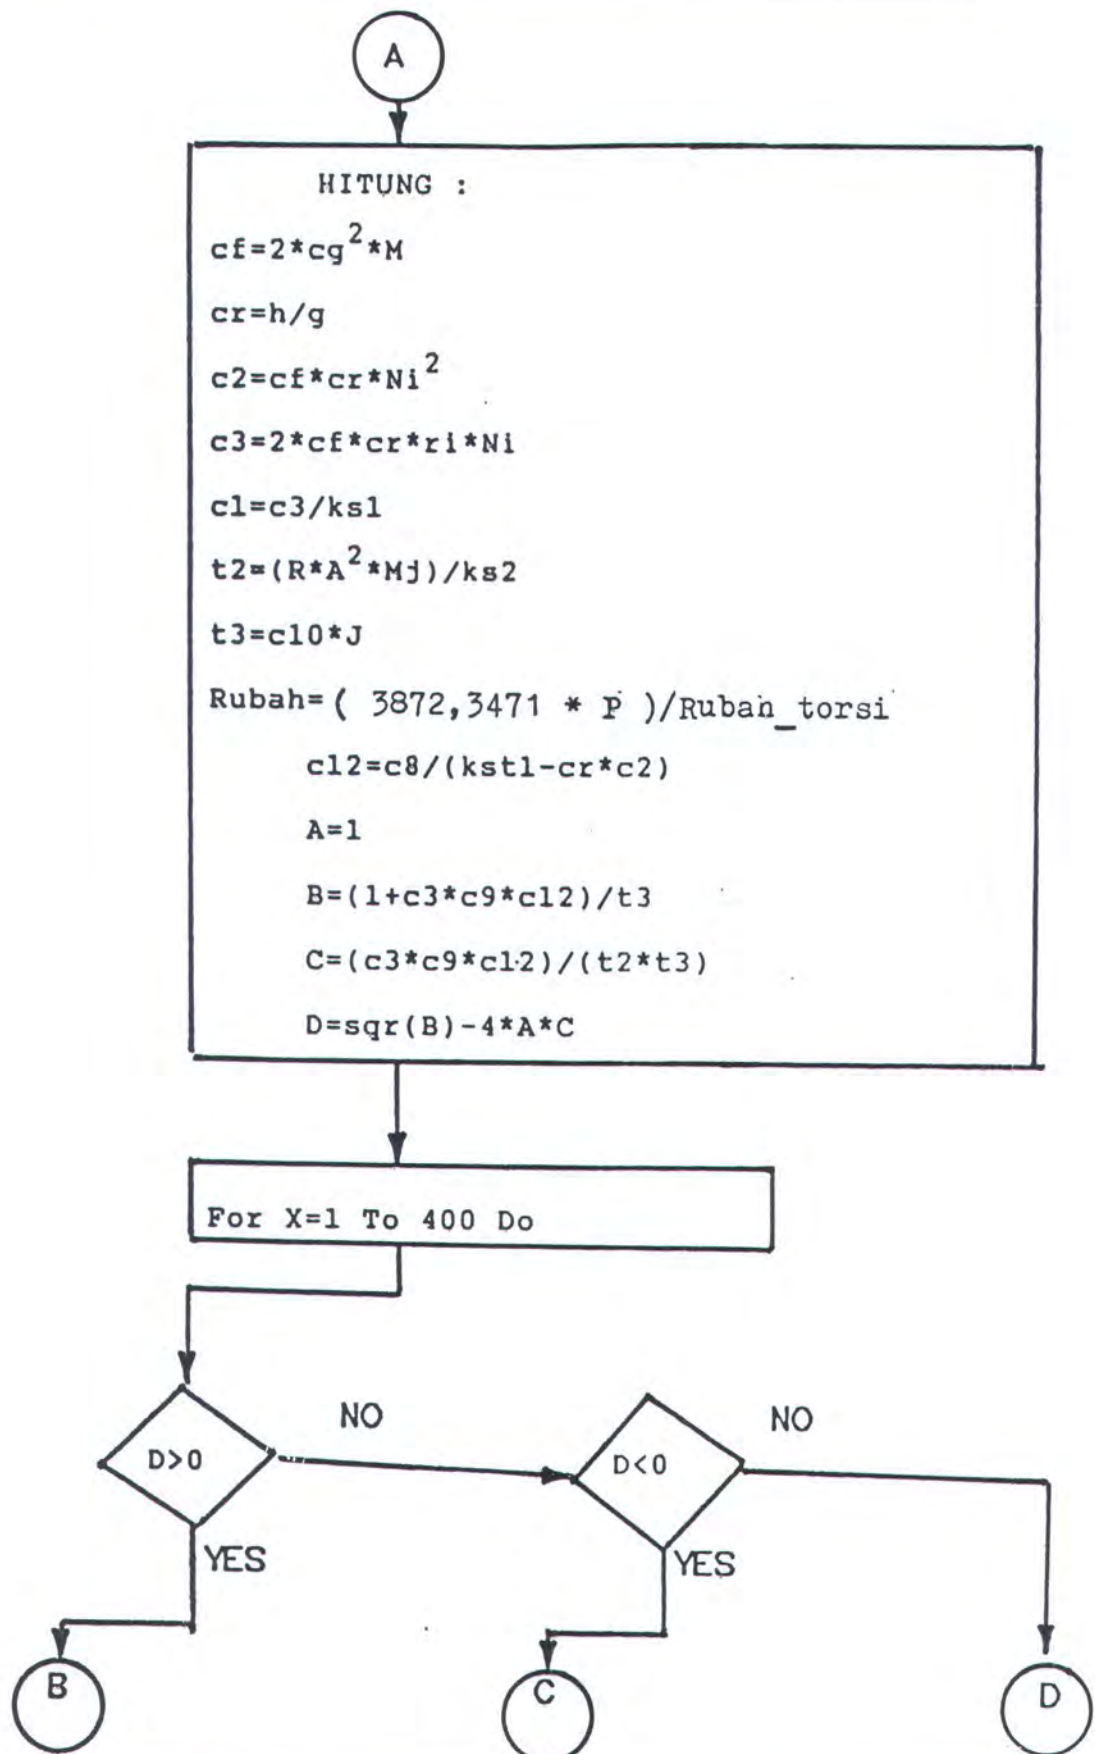 A
HITUNG :
cf=2*cg²*M
cr=h/g
c2=cf*cr*Ni²
c3=2*cf*cr*ri*Ni
c1=c3/ks1
t2=(R*A²*Mj)/ks2
t3=c10*J
Rubah=( 3872,3471 * P )/Rubah_torsi
c12=c8/(kst1-cr*c2)
A=1
B=(1+c3*c9*c12)/t3
C=(c3*c9*c12)/(t2*t3)
D=sqr(B)-4*A*C
For X=1 To 400 Do
D>0
NO
D<0
NO
YES
YES
B
C
D